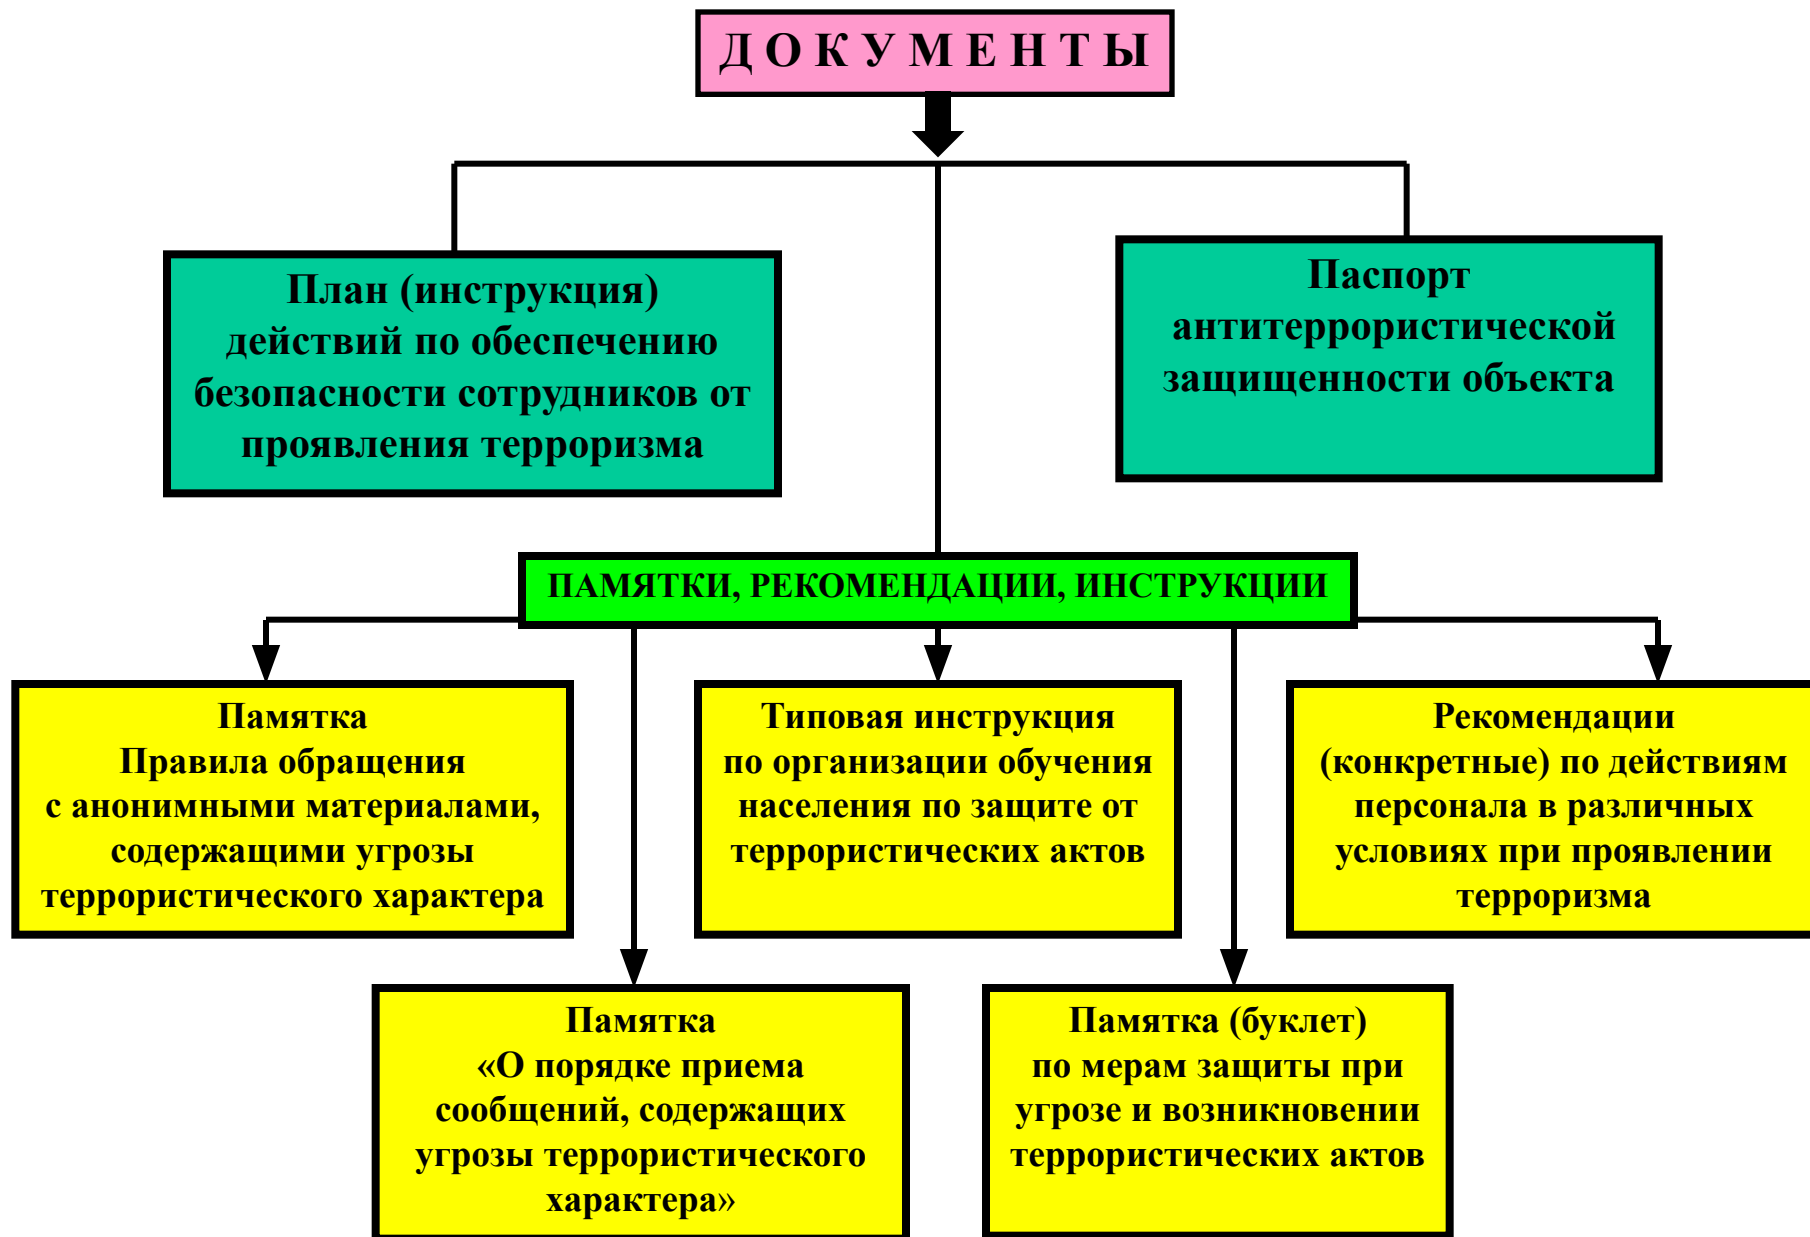 Д О К У М Е Н Т Ы
План (инструкция)
действий по обеспечению
безопасности сотрудников от
проявления терроризма
Паспорт
антитеррористической
защищенности объекта
ПАМЯТКИ, РЕКОМЕНДАЦИИ, ИНСТРУКЦИИ
Памятка
Правила обращения
с анонимными материалами,
содержащими угрозы
террористического характера
Типовая инструкция
по организации обучения
населения по защите от
террористических актов
Рекомендации
(конкретные) по действиям
персонала в различных
условиях при проявлении
терроризма
Памятка
«О порядке приема
сообщений, содержащих
угрозы террористического
характера»
Памятка (буклет)
по мерам защиты при
угрозе и возникновении
террористических актов